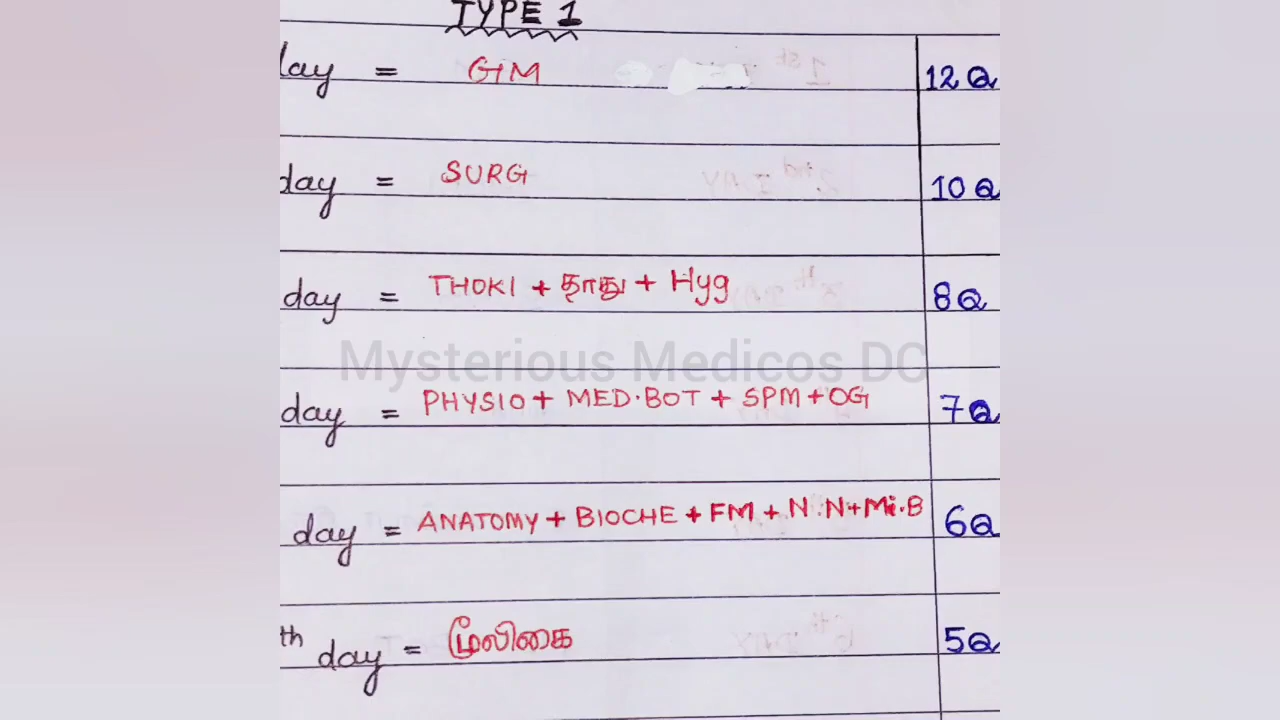 TYPE 1
day = GM 12Q
day = SURG 10Q
day = THOKI + தாது + Hyg 8Q
Mysterious Medicos DC
day = PHYSIO + MED.BOT + SPM + OG 7Q
day = ANATOMY + BIOCHE + FM + N.N + Mi.B 6Q
th day = மூலிகை 5Q